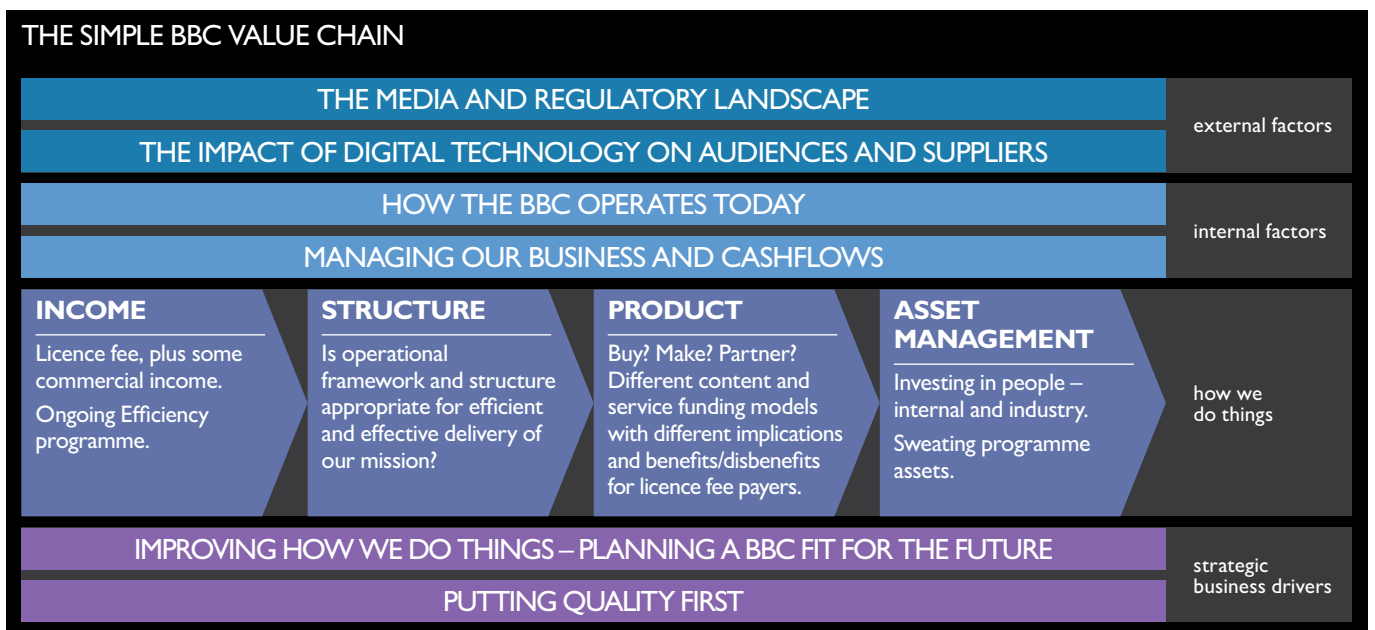 THE SIMPLE BBC VALUE CHAIN
THE MEDIA AND REGULATORY LANDSCAPE
THE IMPACT OF DIGITAL TECHNOLOGY ON AUDIENCES AND SUPPLIERS
external factors
HOW THE BBC OPERATES TODAY
MANAGING OUR BUSINESS AND CASHFLOWS
internal factors
INCOME
Licence fee, plus some
commercial income.
Ongoing Efficiency
programme.
STRUCTURE
Is operational
framework and structure
appropriate for efficient
and effective delivery of
our mission?
PRODUCT
Buy? Make? Partner?
Different content and
service funding models
with different implications
and benefits/disbenefits
for licence fee payers.
ASSET
MANAGEMENT
Investing in people –
internal and industry.
Sweating programme
assets.
how we
do things
IMPROVING HOW WE DO THINGS – PLANNING A BBC FIT FOR THE FUTURE
PUTTING QUALITY FIRST
strategic
business drivers